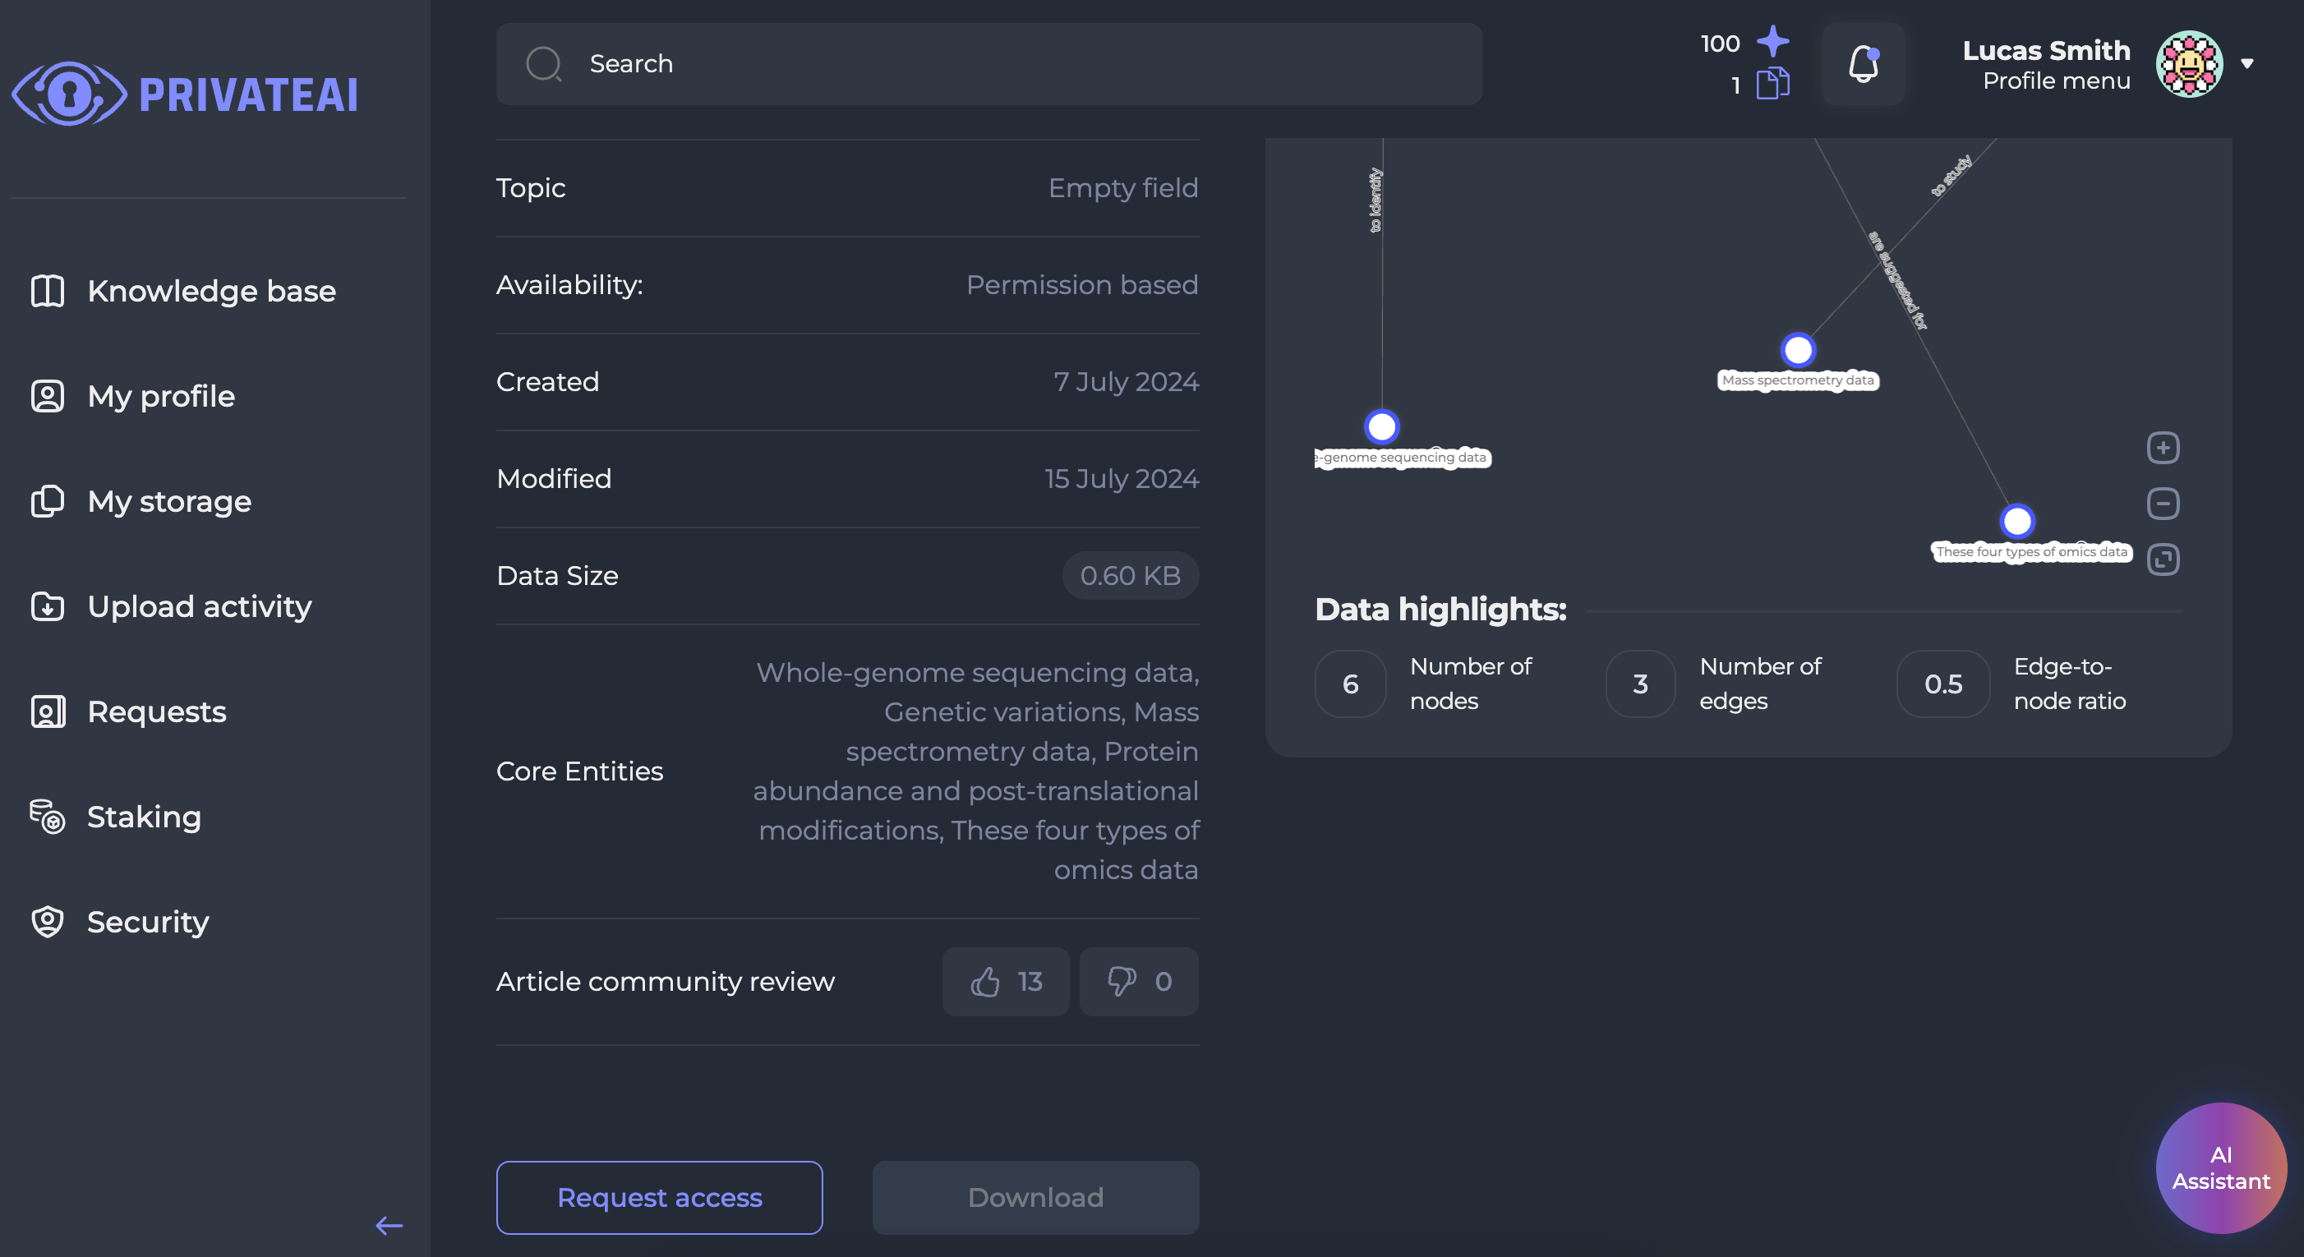 PRIVATEAI
Search
100
1
Lucas Smith
Profile menu
Knowledge base
My profile
My storage
Upload activity
Requests
Staking
Security
Topic
Empty field
Availability:
Permission based
Created
7 July 2024
Modified
15 July 2024
Data Size
0.60 KB
Core Entities
Whole-genome sequencing data,
Genetic variations, Mass
spectrometry data, Protein
abundance and post-translational
modifications, These four types of
omics data
Article community review
13
0
Request access
Download
to identify
to study
are suggested for
Mass spectrometry data
e-genome sequencing data
These four types of omics data
Data highlights:
6
Number of
nodes
3
Number of
edges
0.5
Edge-to-
node ratio
AI
Assistant